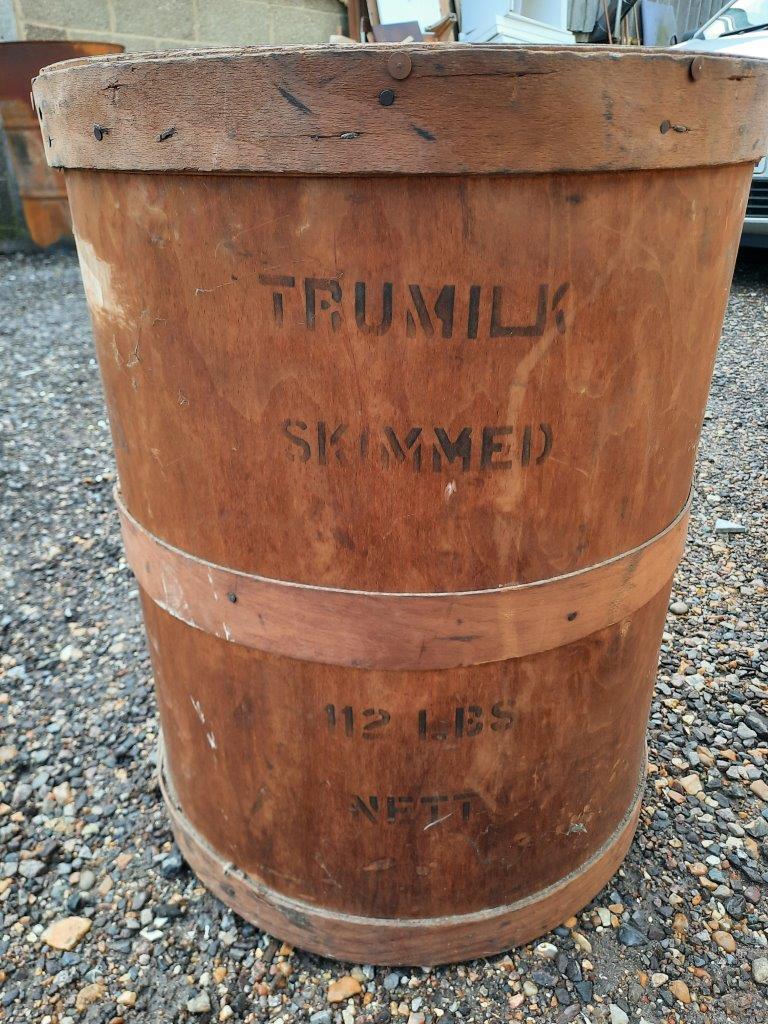 TRUMILK
SKIMMED
112 LBS
NETT